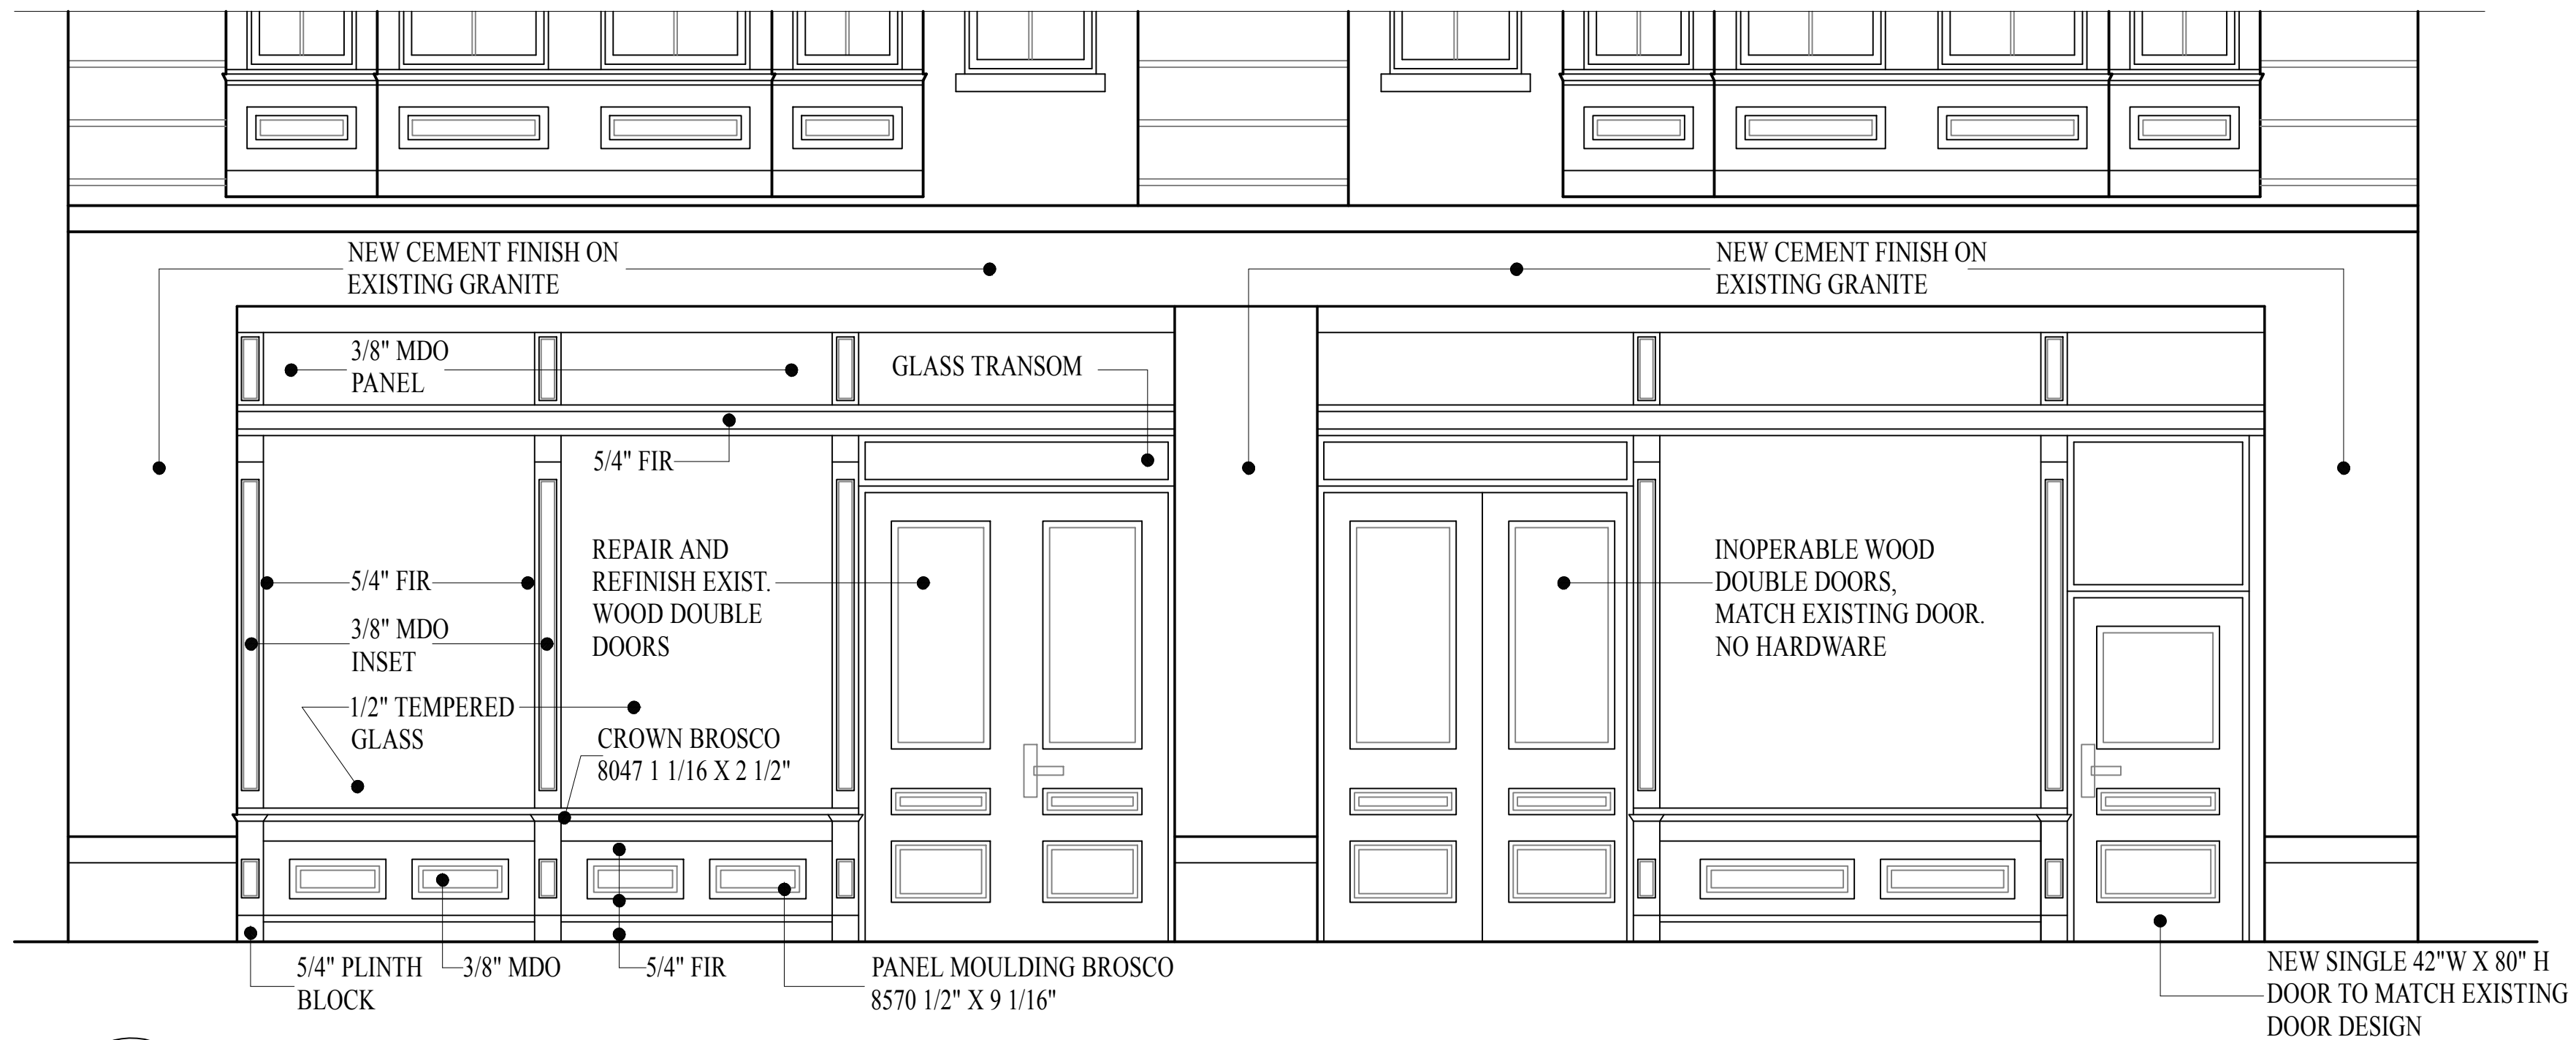 NEW CEMENT FINISH ON
EXISTING GRANITE
NEW CEMENT FINISH ON
EXISTING GRANITE
3/8" MDO
PANEL
GLASS TRANSOM
5/4" FIR
REPAIR AND
REFINISH EXIST.
WOOD DOUBLE
DOORS
INOPERABLE WOOD
DOUBLE DOORS,
MATCH EXISTING DOOR.
NO HARDWARE
5/4" FIR
3/8" MDO
INSET
1/2" TEMPERED
GLASS
CROWN BROSCO
8047 1 1/16 X 2 1/2"
5/4" PLINTH
BLOCK
3/8" MDO
5/4" FIR
PANEL MOULDING BROSCO
8570 1/2" X 9 1/16"
NEW SINGLE 42"W X 80" H
DOOR TO MATCH EXISTING
DOOR DESIGN